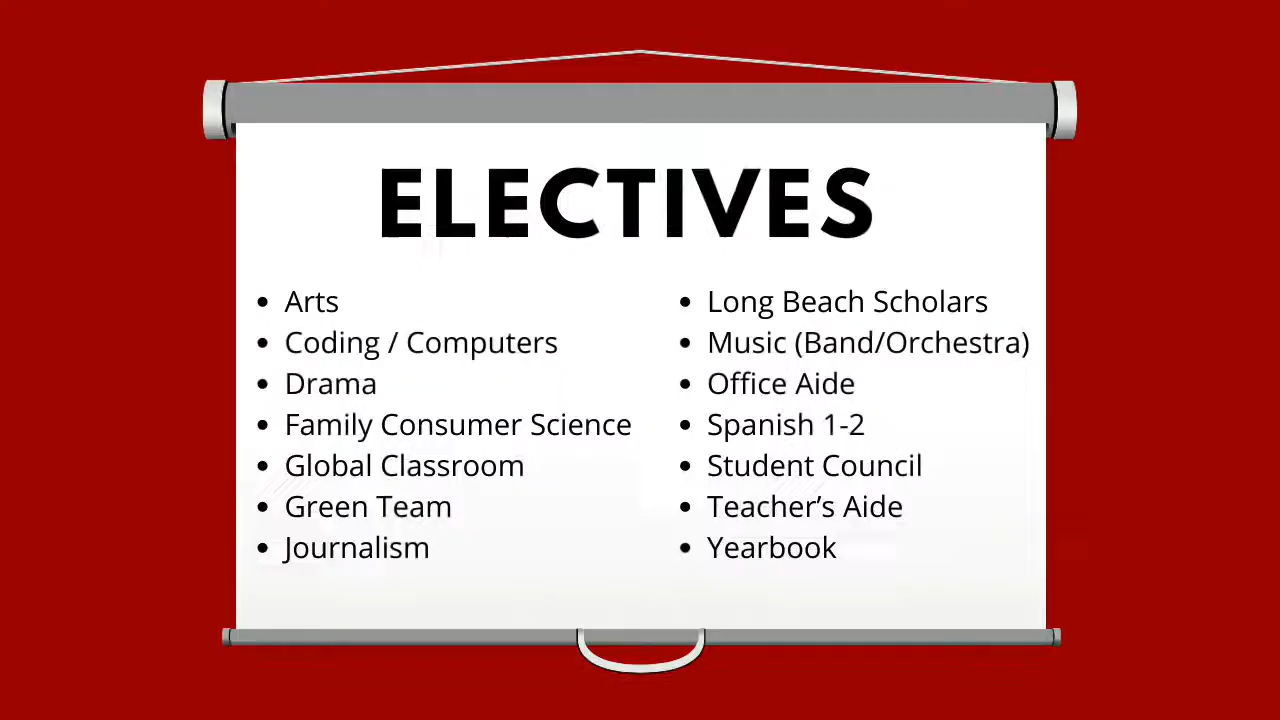 ELECTIVES
Arts
Coding / Computers
Drama
Family Consumer Science
Global Classroom
Green Team
Journalism
Long Beach Scholars
Music (Band/Orchestra)
Office Aide
Spanish 1-2
Student Council
Teacher’s Aide
Yearbook